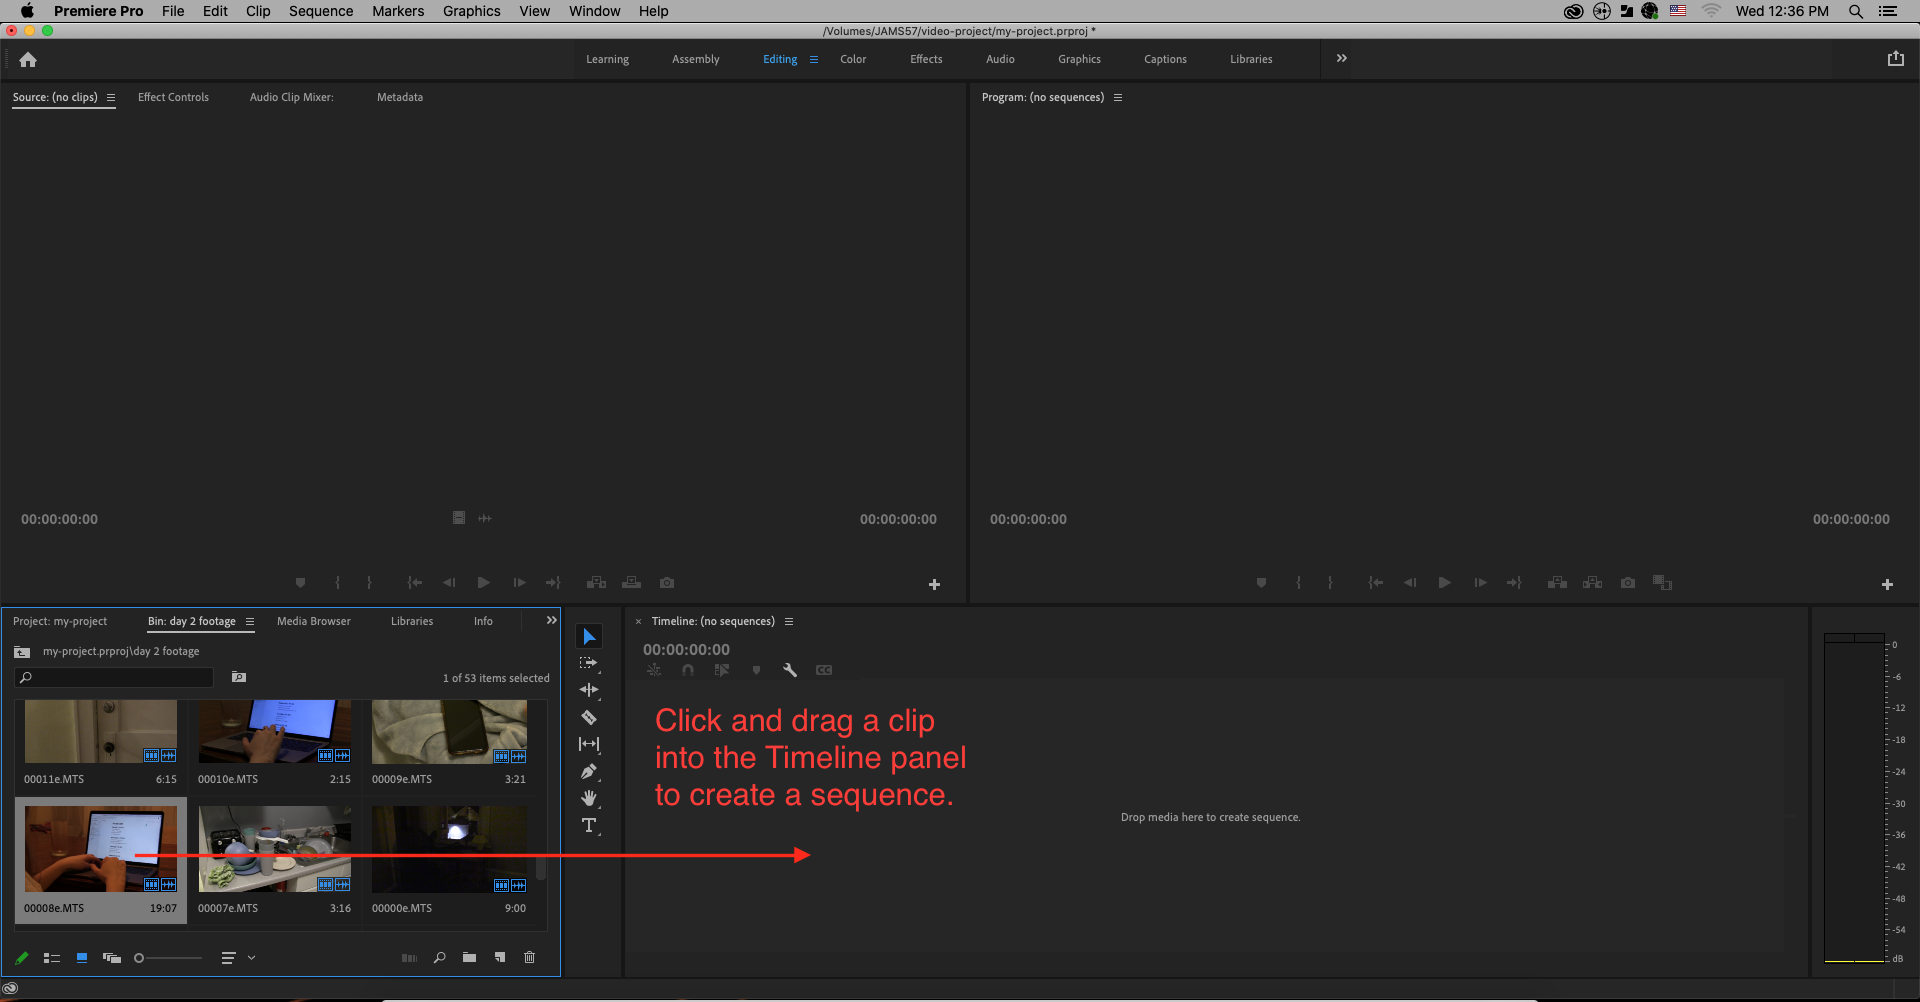 Premiere Pro File Edit Clip Sequence Markers Graphics View Window Help Wed 12:36 PM
/Volumes/JAMS57/video-project/my-project.prproj *
Learning Assembly Editing Color Effects Audio Graphics Captions Libraries
Source: (no clips) Effect Controls Audio Clip Mixer: Metadata
Program: (no sequences)
00:00:00:00 00:00:00:00
00:00:00:00 00:00:00:00
Project: my-project Bin: day 2 footage Media Browser Libraries Info
my-project.prproj\day 2 footage
1 of 53 items selected
00011e.MTS 6:15
00010e.MTS 2:15
00009e.MTS 3:21
00008e.MTS 19:07
00007e.MTS 3:16
00000e.MTS 9:00
T
× Timeline: (no sequences)
00:00:00:00
CC
Click and drag a clip
into the Timeline panel
to create a sequence.
Drop media here to create sequence.
0
-6
-12
-18
-24
-30
-36
-42
-48
-54
dB